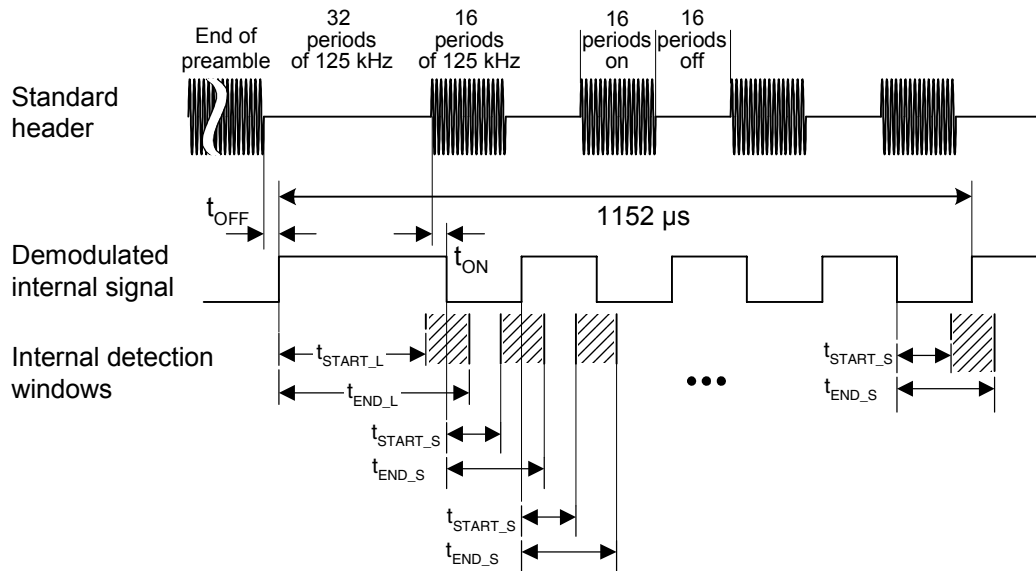 End of
preamble
32
periods
of 125 kHz
16
periods
of 125 kHz
16
periods
on
16
periods
off
Standard
header
tOFF
1152 µs
tON
Demodulated
internal signal
Internal detection
windows
tSTART_L
tEND_L
tSTART_S
tEND_S
tSTART_S
tEND_S
•••
tSTART_S
tEND_S